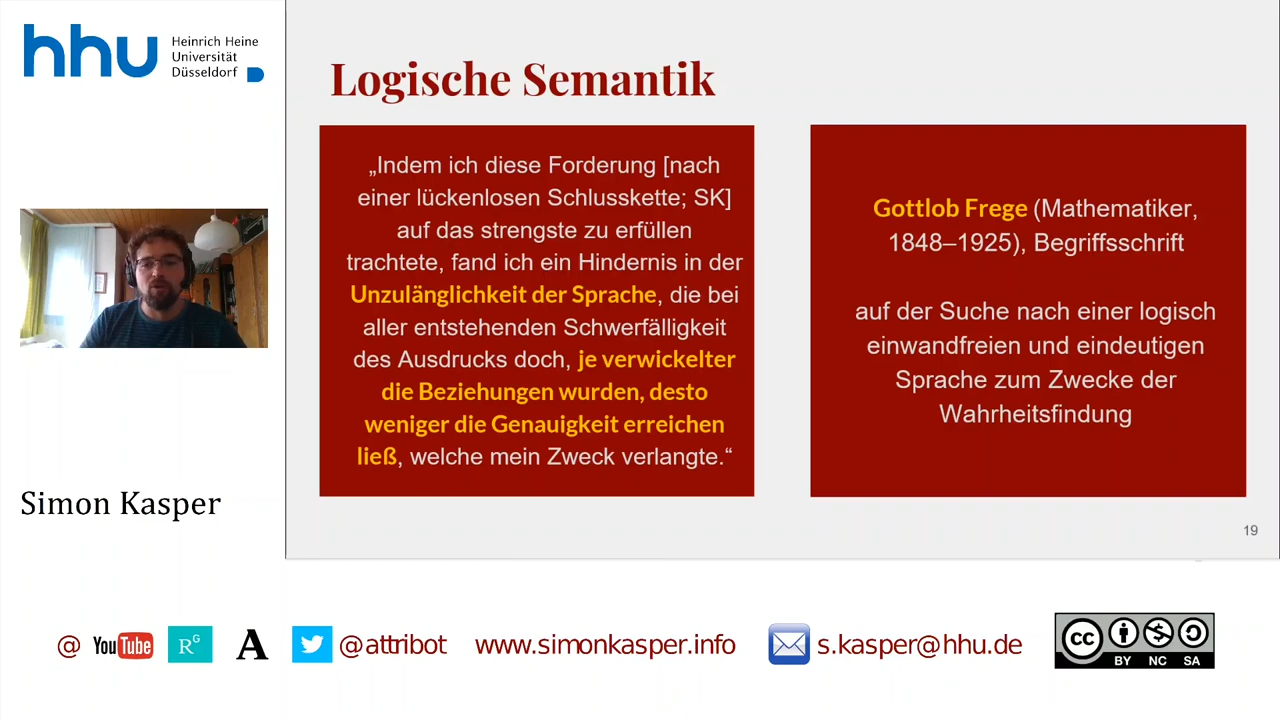 hhu Heinrich Heine
Universität
Düsseldorf
Logische Semantik
„Indem ich diese Forderung [nach
einer lückenlosen Schlusskette; SK]
auf das strengste zu erfüllen
trachtete, fand ich ein Hindernis in der
Unzulänglichkeit der Sprache, die bei
aller entstehenden Schwerfälligkeit
des Ausdrucks doch, je verwickelter
die Beziehungen wurden, desto
weniger die Genauigkeit erreichen
ließ, welche mein Zweck verlangte.“
Gottlob Frege (Mathematiker,
1848–1925), Begriffsschrift
auf der Suche nach einer logisch
einwandfreien und eindeutigen
Sprache zum Zwecke der
Wahrheitsfindung
Simon Kasper
19
@ YouTube RG A @attribot www.simonkasper.info s.kasper@hhu.de
cc BY NC SA